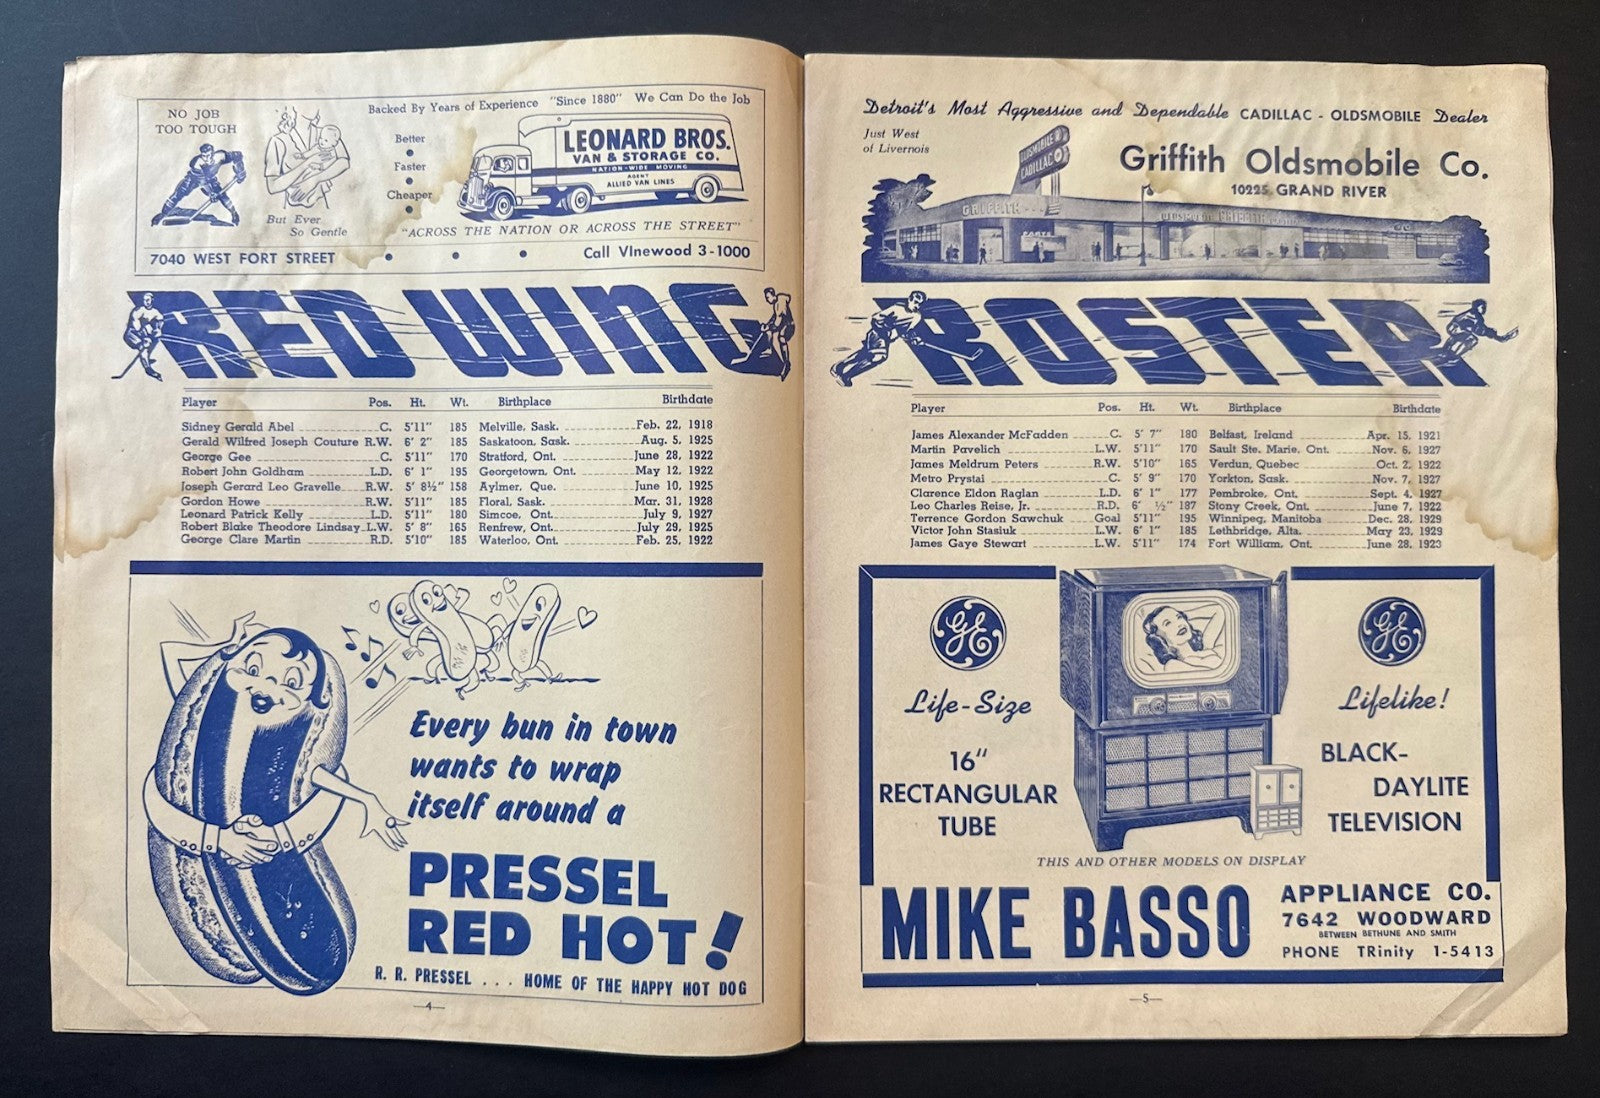 NO JOB
TOO TOUGH
But Ever
So Gentle
Backed By Years of Experience "Since 1880" We Can Do the Job
Better
Faster
Cheaper
LEONARD BROS.
VAN & STORAGE CO.
NATION-WIDE MOVING
AGENT
ALLIED VAN LINES
"ACROSS THE NATION OR ACROSS THE STREET"
7040 WEST FORT STREET • • • Call VInewood 3-1000
RED WING
Player Pos. Ht. Wt. Birthplace Birthdate
Sidney Gerald Abel C. 5'11" 185 Melville, Sask. Feb. 22, 1918
Gerald Wilfred Joseph Couture R.W. 6' 2" 185 Saskatoon, Sask. Aug. 5, 1925
George Gee C. 5'11" 170 Stratford, Ont. June 28, 1922
Robert John Goldham L.D. 6' 1" 195 Georgetown, Ont. May 12, 1922
Joseph Gerard Leo Gravelle R.W. 5' 8½" 158 Aylmer, Que. June 10, 1925
Gordon Howe R.W. 5'11" 185 Floral, Sask. Mar. 31, 1928
Leonard Patrick Kelly L.D. 5'11" 180 Simcoe, Ont. July 9, 1927
Robert Blake Theodore Lindsay L.W. 5' 8" 165 Renfrew, Ont. July 29, 1925
George Clare Martin R.D. 5'10" 185 Waterloo, Ont. Feb. 25, 1922
Every bun in town
wants to wrap
itself around a
PRESSEL
RED HOT!
R. R. PRESSEL . . . HOME OF THE HAPPY HOT DOG
—4—
Detroit's Most Aggressive and Dependable CADILLAC - OLDSMOBILE Dealer
Just West
of Livernois
OLDSMOBILE
CADILLAC
Griffith Oldsmobile Co.
10225 GRAND RIVER
GRIFFITH
PARTS
ROSTER
Player Pos. Ht. Wt. Birthplace Birthdate
James Alexander McFadden C. 5' 7" 180 Belfast, Ireland Apr. 15, 1921
Martin Pavelich L.W. 5'11" 170 Sault Ste. Marie, Ont. Nov. 6, 1927
James Meldrum Peters R.W. 5'10" 165 Verdun, Quebec Oct. 2, 1922
Metro Prystai C. 5' 9" 170 Yorkton, Sask. Nov. 7, 1927
Clarence Eldon Raglan L.D. 6' 1" 177 Pembroke, Ont. Sept. 4, 1927
Leo Charles Reise, Jr. R.D. 6' ½" 187 Stony Creek, Ont. June 7, 1922
Terrence Gordon Sawchuk Goal 5'11" 195 Winnipeg, Manitoba Dec. 28, 1929
Victor John Stasiuk L.W. 6' 1" 185 Lethbridge, Alta. May 23, 1929
James Gaye Stewart L.W. 5'11" 174 Fort William, Ont. June 28, 1923
GE
Life-Size
16"
RECTANGULAR
TUBE
GE
Lifelike!
BLACK-
DAYLITE
TELEVISION
THIS AND OTHER MODELS ON DISPLAY
MIKE BASSO
APPLIANCE CO.
7642 WOODWARD
BETWEEN BETHUNE AND SMITH
PHONE TRinity 1-5413
—5—